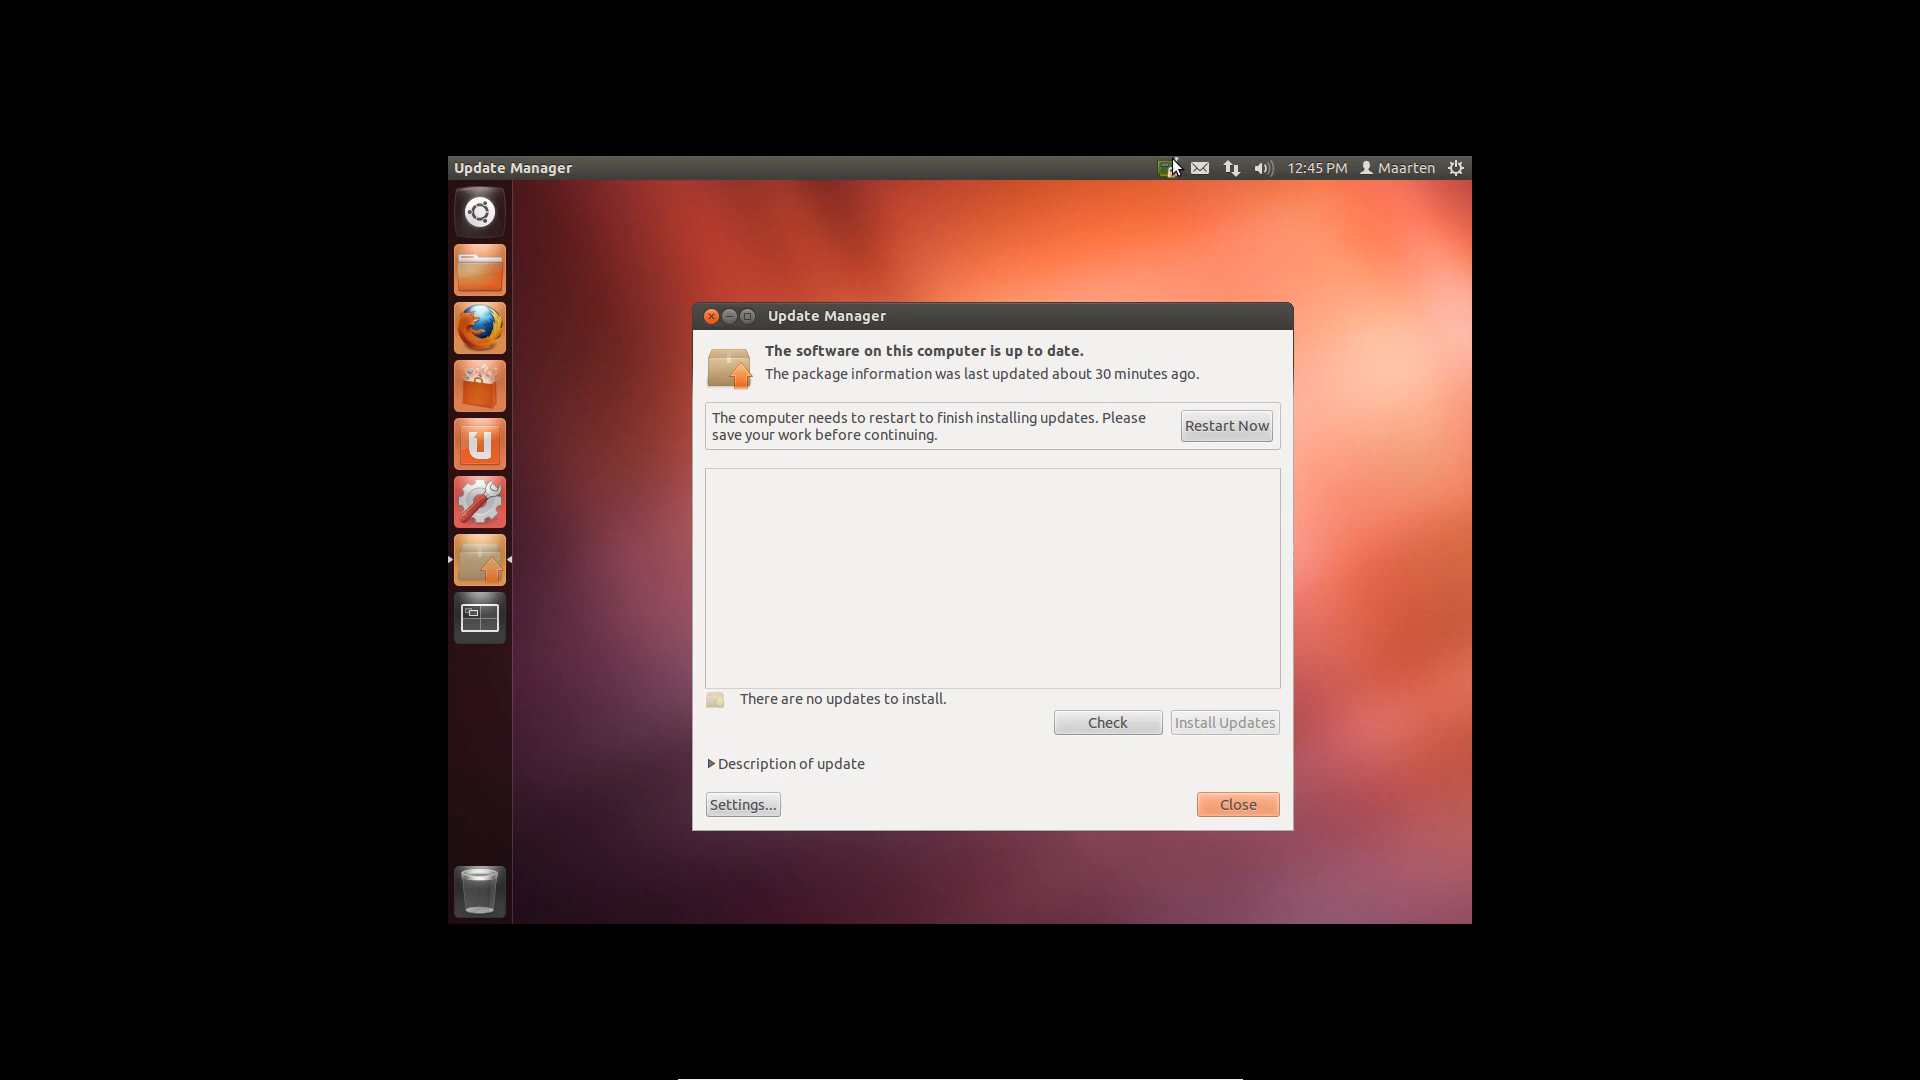 Update Manager
12:45 PM
Maarten
Update Manager
The software on this computer is up to date.
The package information was last updated about 30 minutes ago.
The computer needs to restart to finish installing updates. Please
save your work before continuing.
Restart Now
There are no updates to install.
Check
Install Updates
Description of update
Settings...
Close